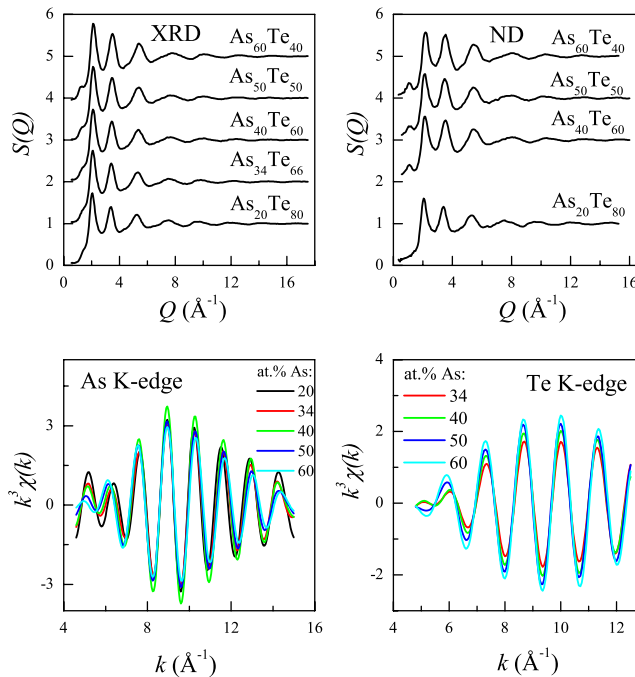 XRD
As60Te40
As50Te50
As40Te60
As34Te66
As20Te80
S(Q)
6
5
4
3
2
1
0
0 4 8 12 16
Q (Å-1)
ND
As60Te40
As50Te50
As40Te60
As20Te80
S(Q)
6
5
4
3
2
1
0
0 4 8 12 16
Q (Å-1)
As K-edge
at.% As:
20
34
40
50
60
k3 χ(k)
3
0
-3
4 8 12 16
k (Å-1)
Te K-edge
at.% As:
34
40
50
60
k3 χ(k)
4
2
0
-2
4 6 8 10 12
k (Å-1)